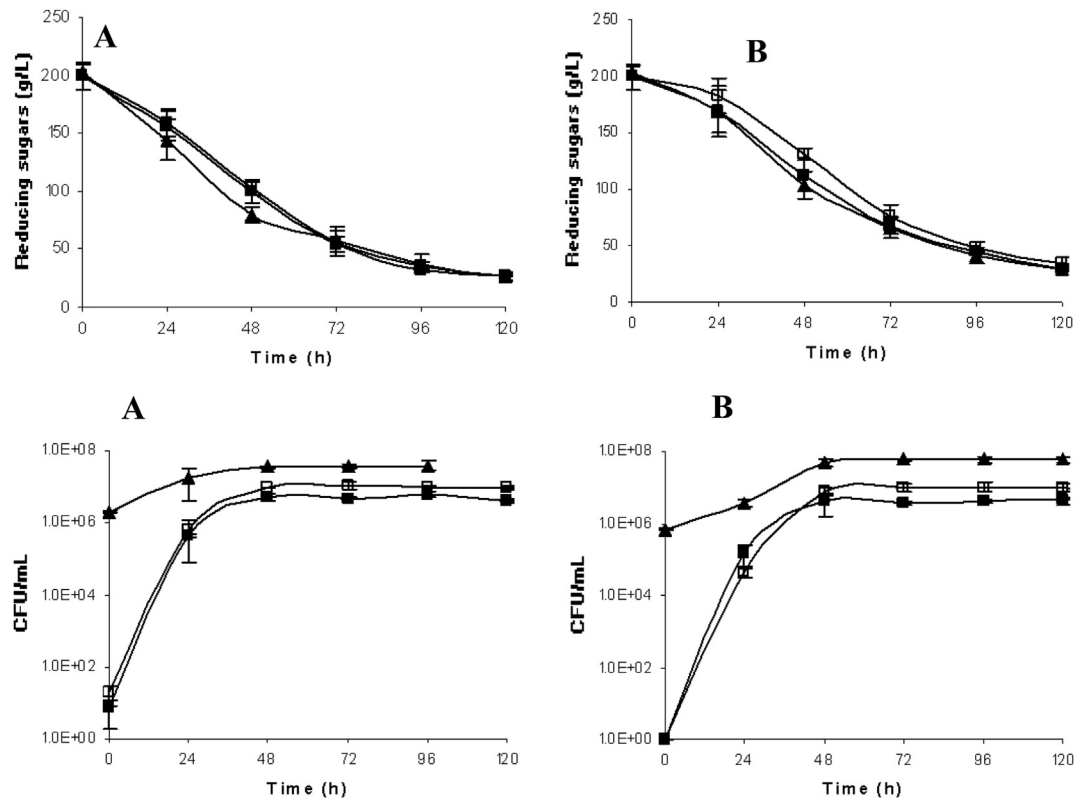 A
Reducing sugars (g/L)
250
200
150
100
50
0
0 24 48 72 96 120
Time (h)
B
Reducing sugars (g/L)
250
200
150
100
50
0
0 24 48 72 96 120
Time (h)
A
CFU/mL
1.0E+08
1.0E+06
1.0E+04
1.0E+02
1.0E+00
0 24 48 72 96 120
Time (h)
B
CFU/mL
1.0E+08
1.0E+06
1.0E+04
1.0E+02
1.0E+00
0 24 48 72 96 120
Time (h)